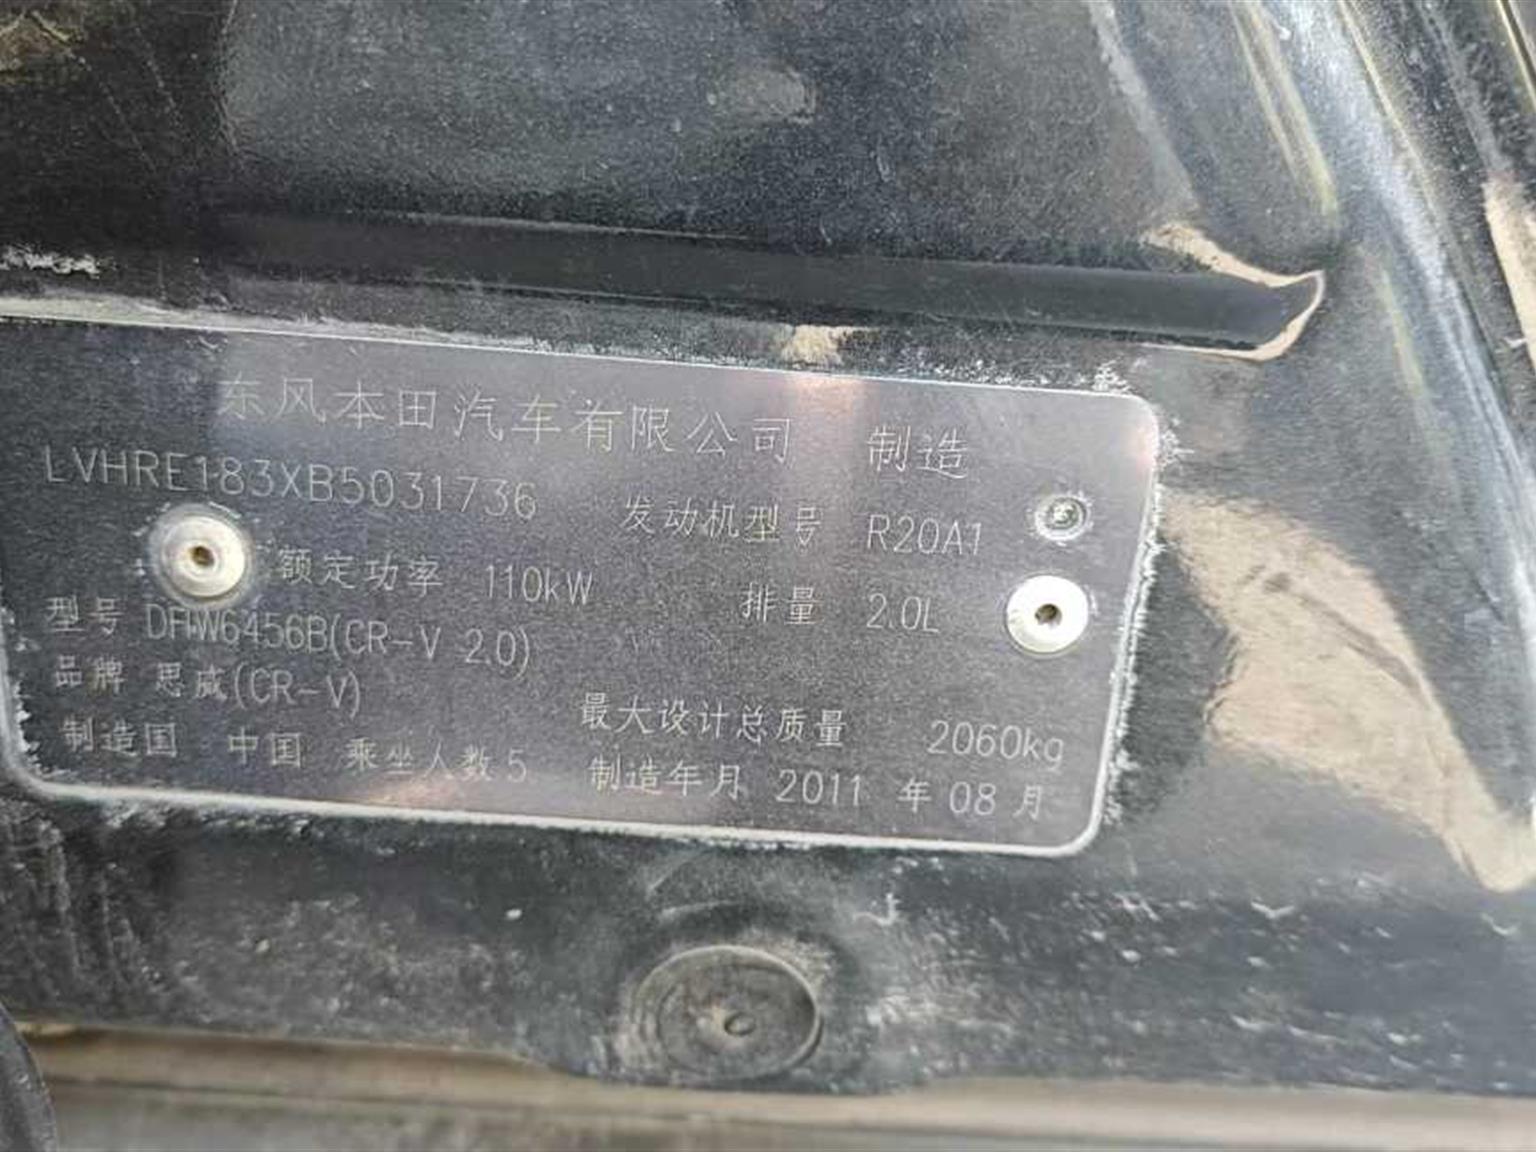 东风本田汽车有限公司 制造
LVHRE183XB5031736 发动机型号 R20A1
额定功率 110kW 排量 2.0L
型号 DHW6456B(CR-V 2.0)
品牌 思威(CR-V) 最大设计总质量 2060kg
制造国 中国 乘坐人数 5 制造年月 2011 年 08 月